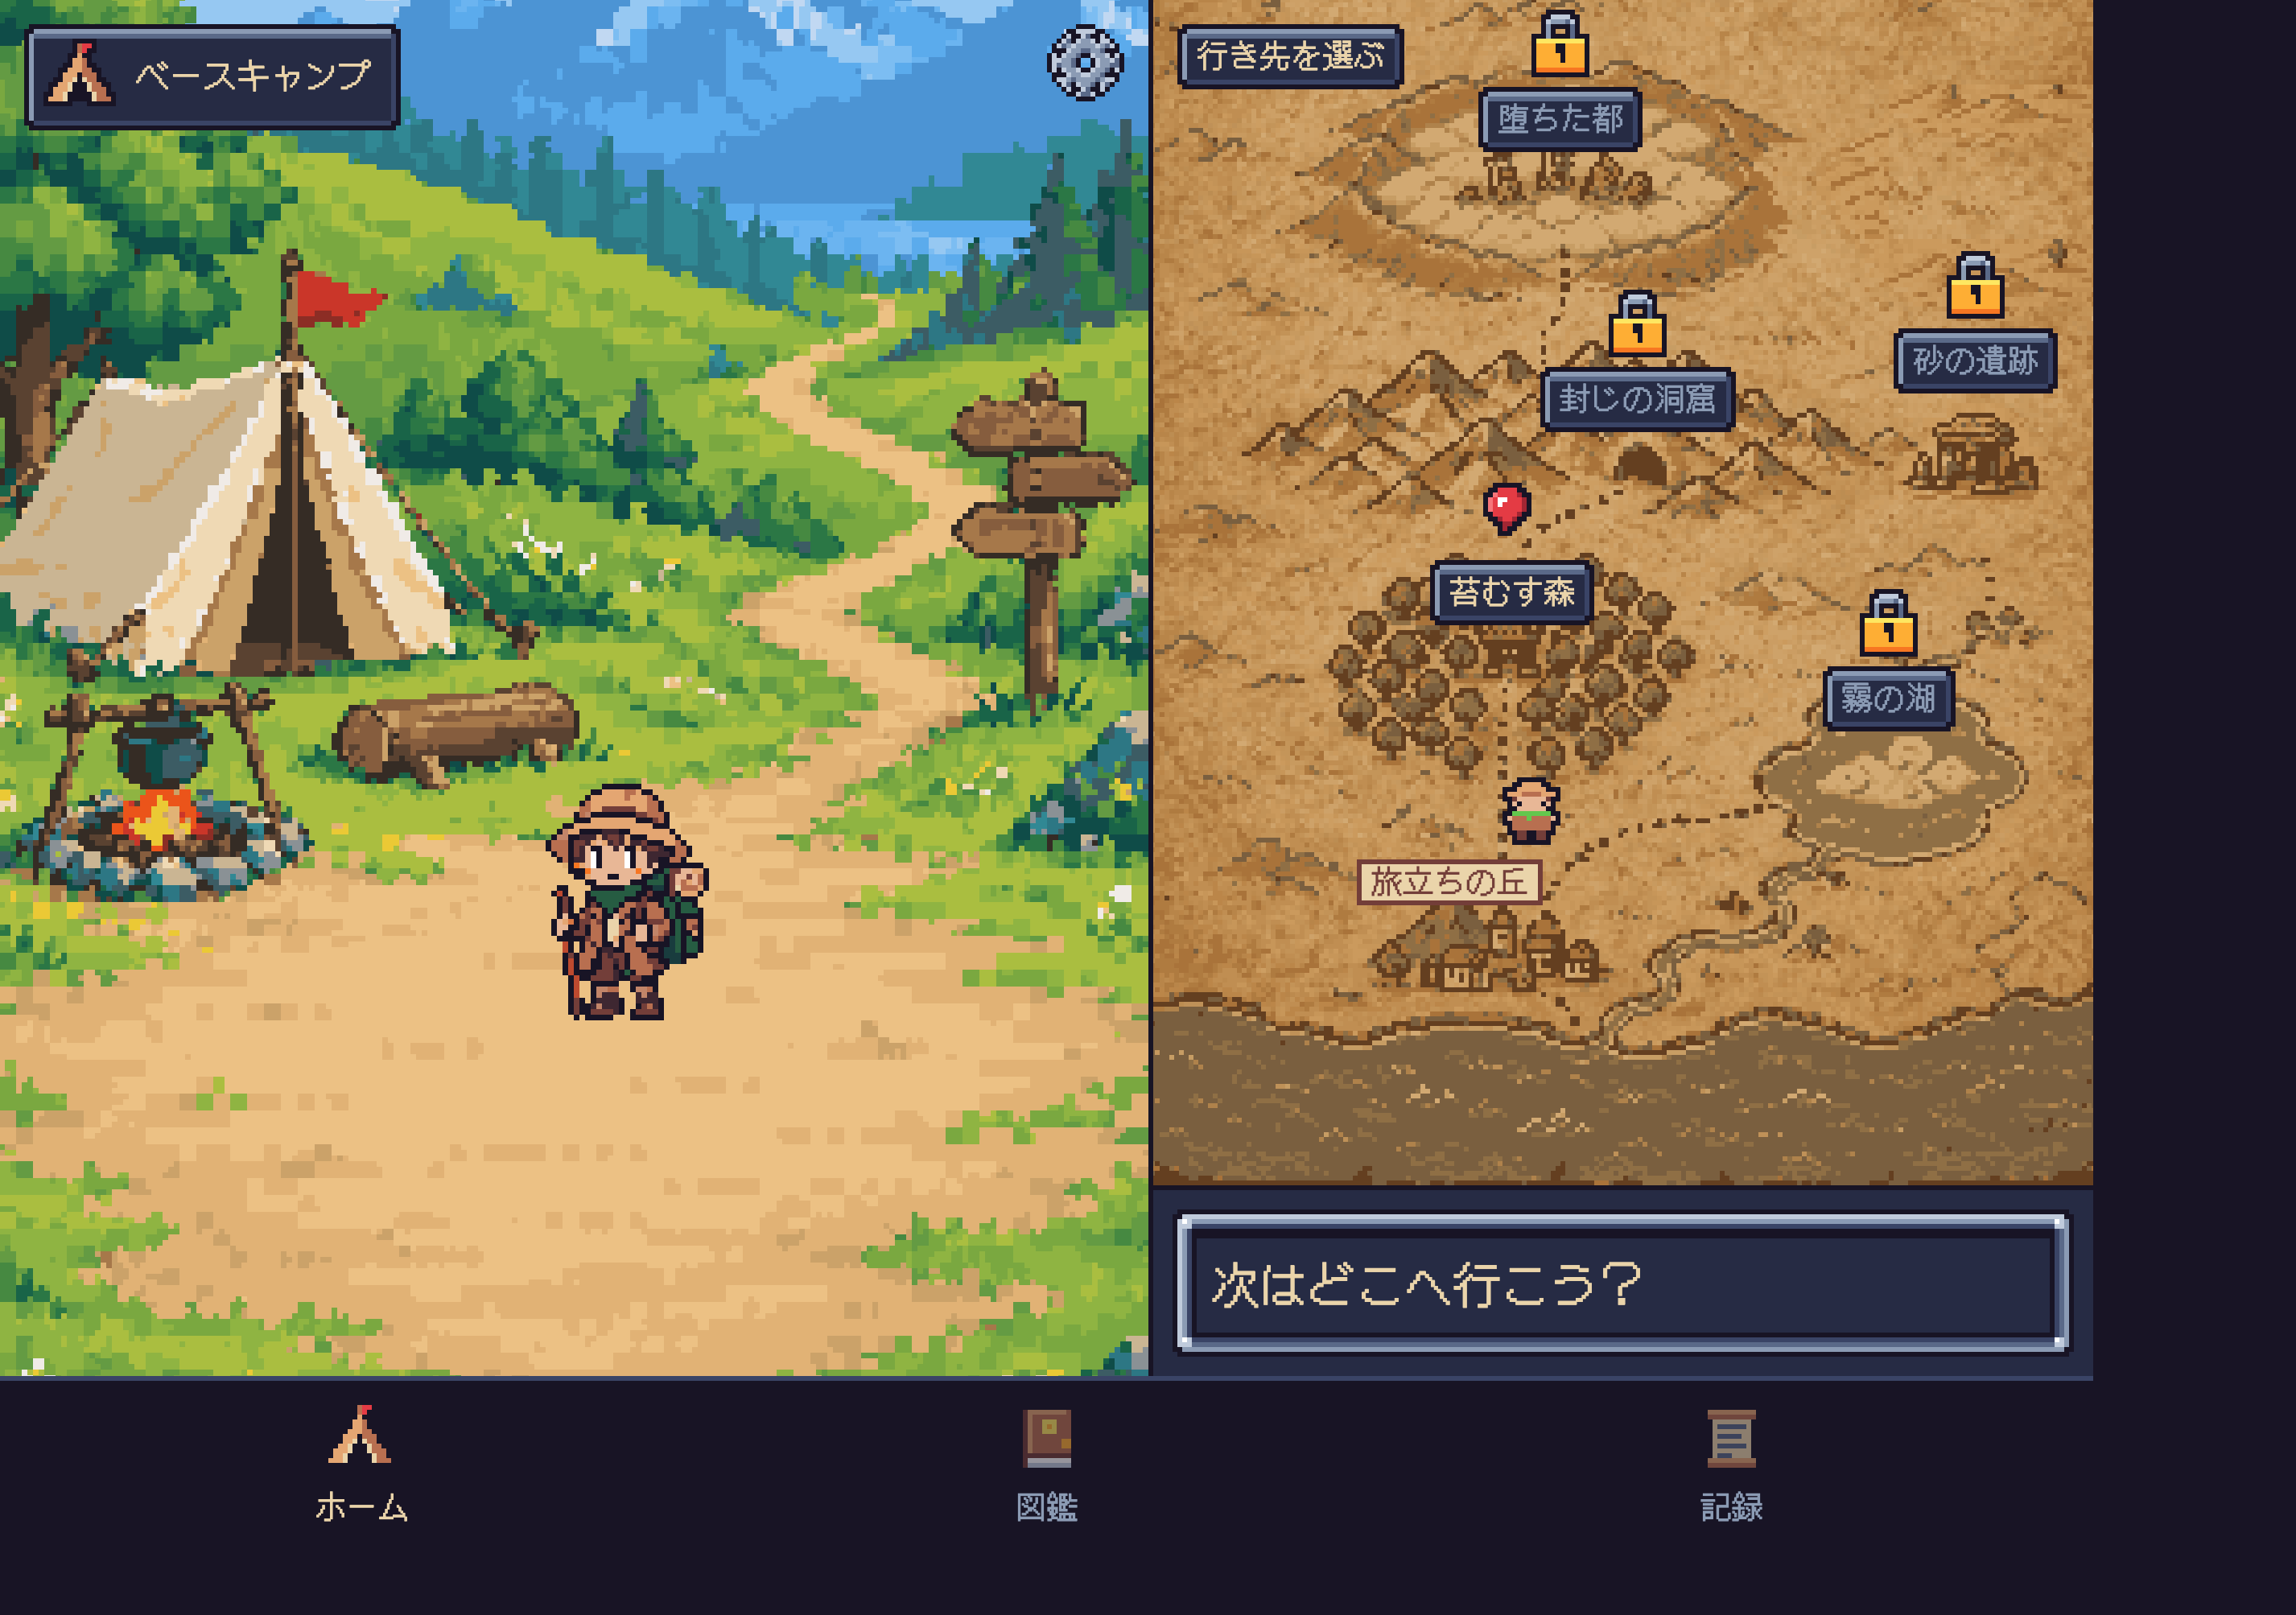 ベースキャンプ
行き先を選ぶ
堕ちた都
砂の遺跡
封じの洞窟
苔むす森
霧の湖
旅立ちの丘
次はどこへ行こう？
ホーム
図鑑
記録